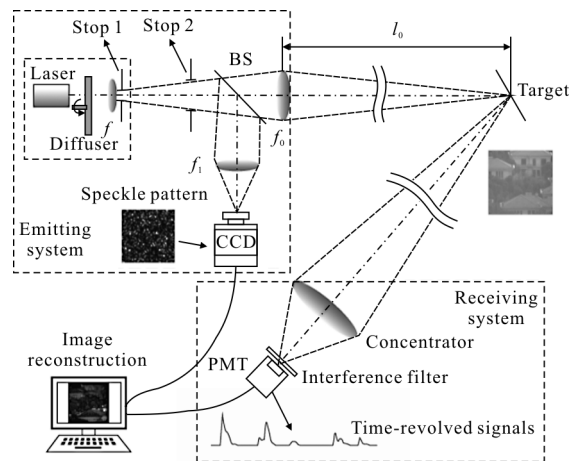 Stop 1
Stop 2
BS
l₀
Laser
Target
Diffuser
f
f₀
f₁
Speckle pattern
Emitting
system
CCD
Receiving
system
Image
reconstruction
PMT
Concentrator
Interference filter
Time-revolved signals